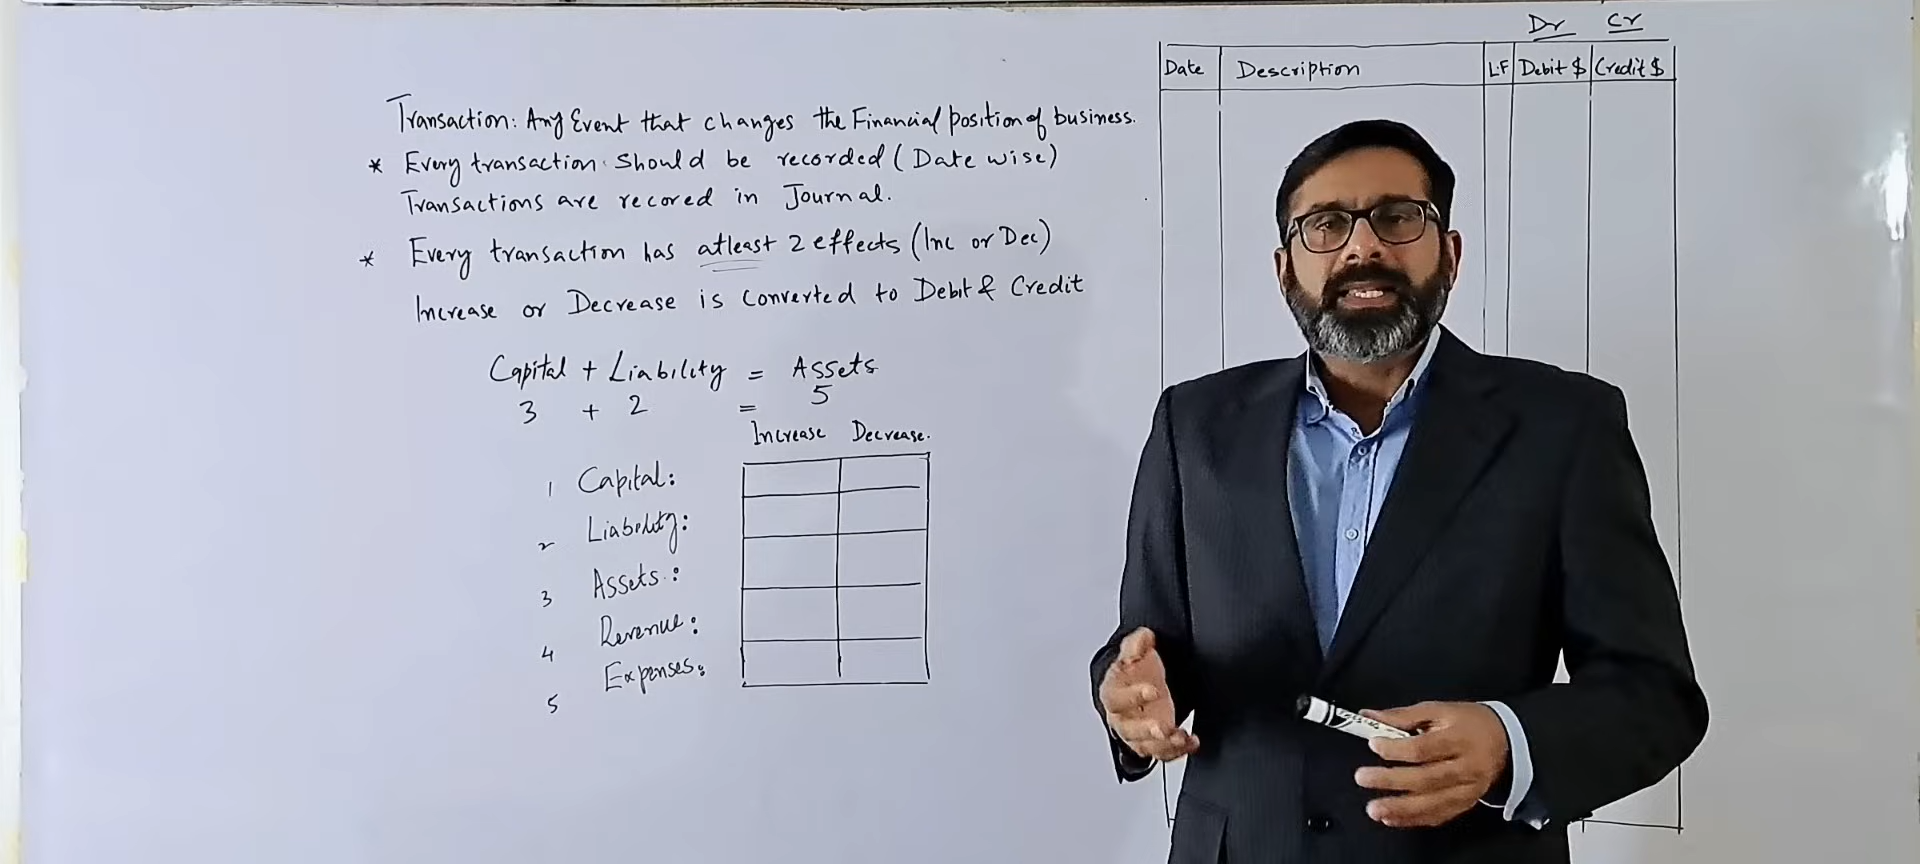 Transaction: Any Event that changes the Financial position of business.
* Every transaction should be recorded (Date wise)
Transactions are recored in Journal.
* Every transaction has atleast 2 effects (Inc or Dec)
Increase or Decrease is converted to Debit & Credit
Capital + Liability = Assets
3 + 2 = 5
Increase Decrease.
1 Capital:
2 Liability:
3 Assets:
4 Revenue:
5 Expenses:
Dr Cr
Date Description L.F Debit $ Credit $